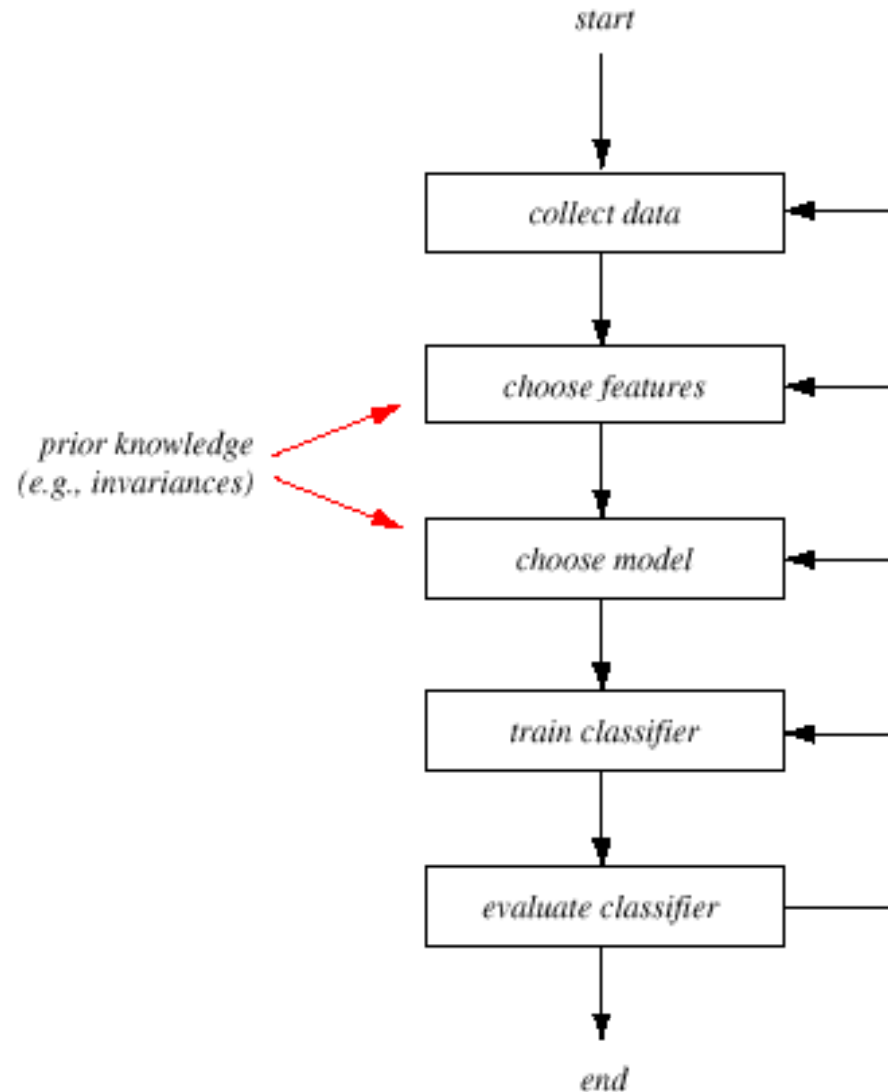 start
collect data
choose features
prior knowledge
(e.g., invariances)
choose model
train classifier
evaluate classifier
end